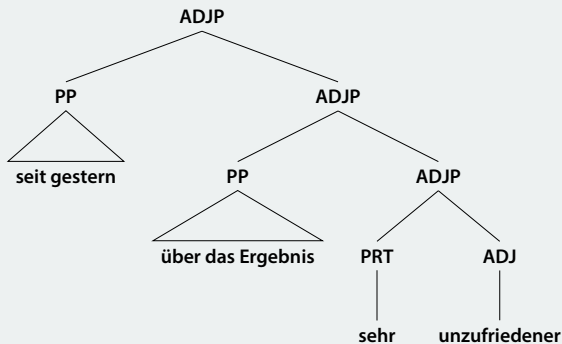 ADJP
PP ADJP
seit gestern PP ADJP
über das Ergebnis PRT ADJ
sehr unzufriedener